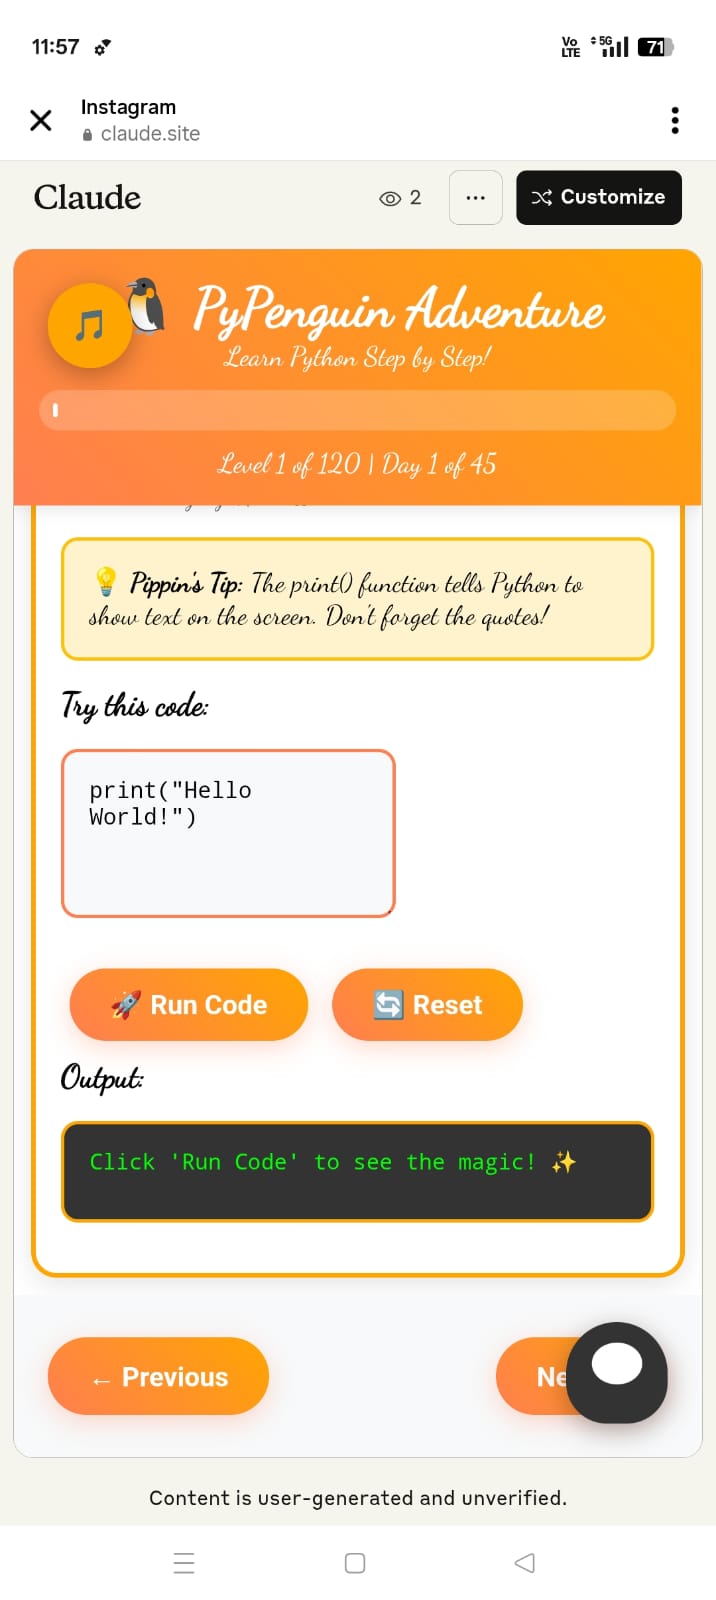 11:57
Vo LTE 5G 71
Instagram
claude.site
Claude
2
Customize
PyPenguin Adventure
Learn Python Step by Step!
Level 1 of 120 | Day 1 of 45
Pippin's Tip: The print() function tells Python to
show text on the screen. Don't forget the quotes!
Try this code:
print("Hello
World!")
Run Code
Reset
Output:
Click 'Run Code' to see the magic! ✨
← Previous
Ne
Content is user-generated and unverified.